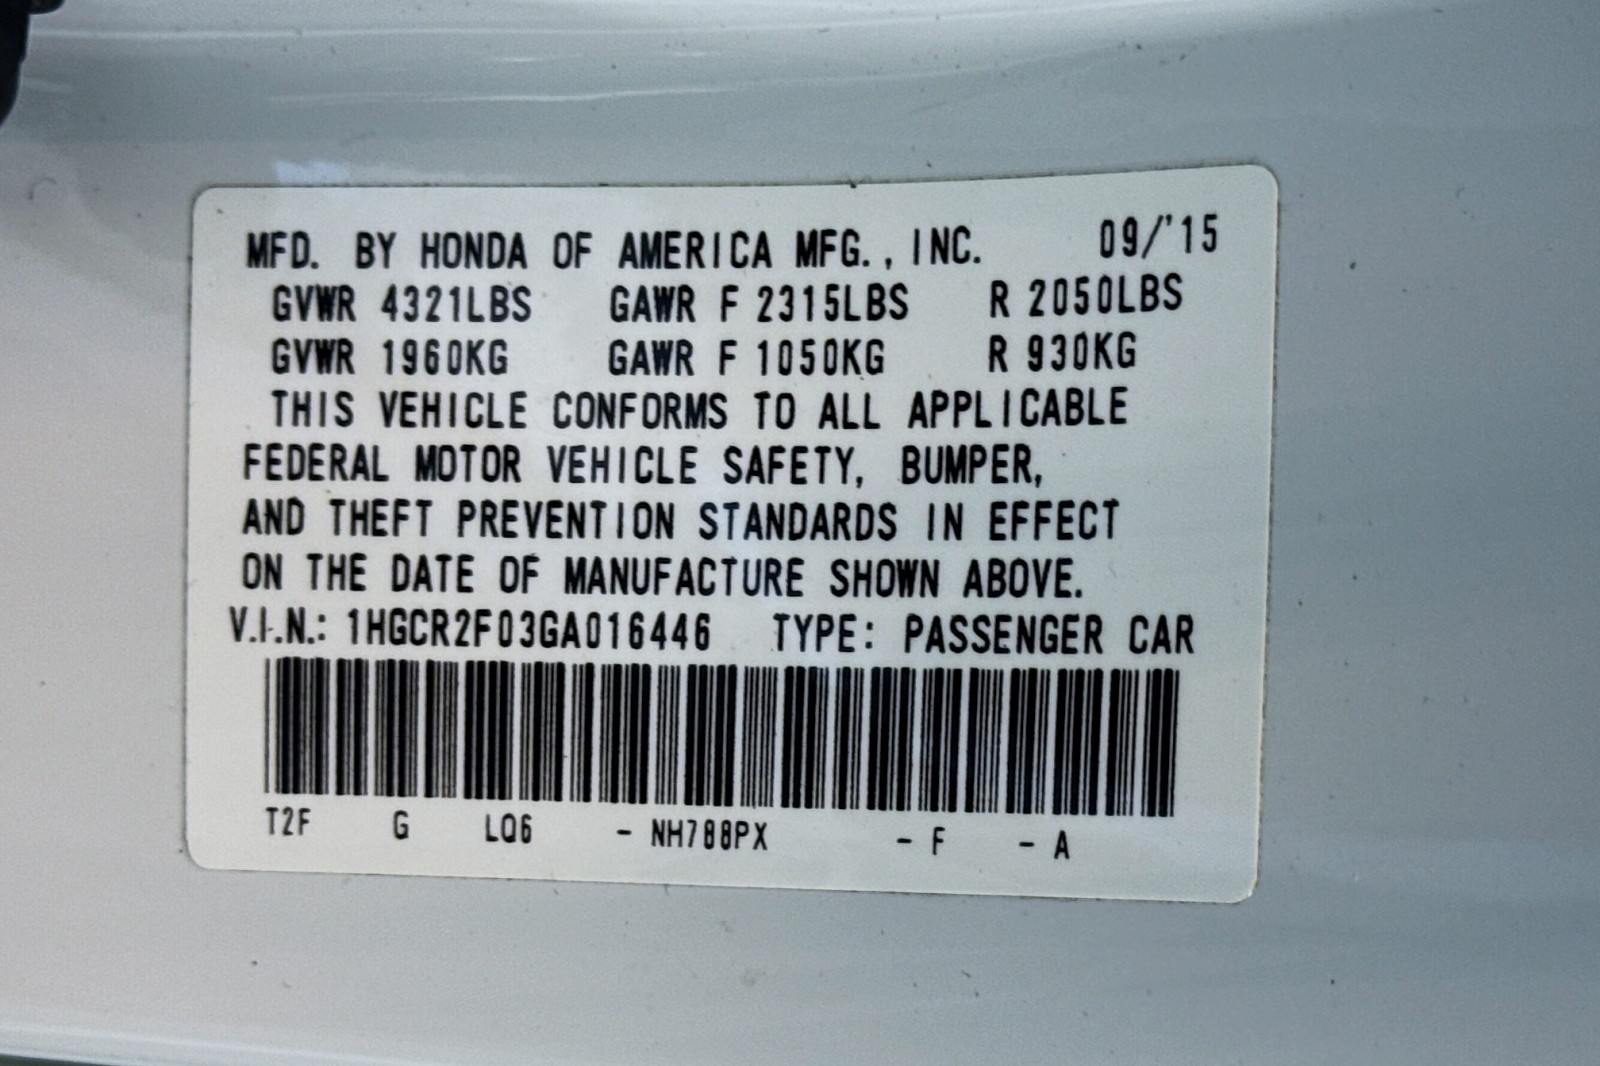 MFD. BY HONDA OF AMERICA MFG., INC. 09/'15
GVWR 4321LBS GAWR F 2315LBS R 2050LBS
GVWR 1960KG GAWR F 1050KG R 930KG
THIS VEHICLE CONFORMS TO ALL APPLICABLE
FEDERAL MOTOR VEHICLE SAFETY, BUMPER,
AND THEFT PREVENTION STANDARDS IN EFFECT
ON THE DATE OF MANUFACTURE SHOWN ABOVE.
V.I.N.: 1HGCR2F03GA016446 TYPE: PASSENGER CAR
T2F G LQ6 - NH788PX - F - A